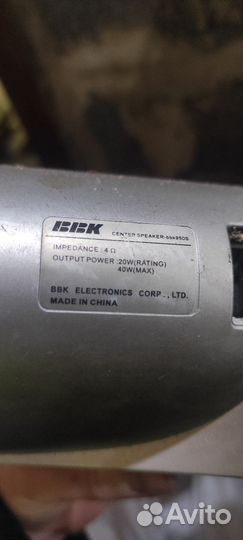 BBK CENTER SPEAKER:BBK950S
IMPEDANCE : 4 Ω
OUTPUT POWER :20W(RATING)
40W(MAX)
BBK ELECTRONICS CORP.., LTD.
MADE IN CHINA
Avito